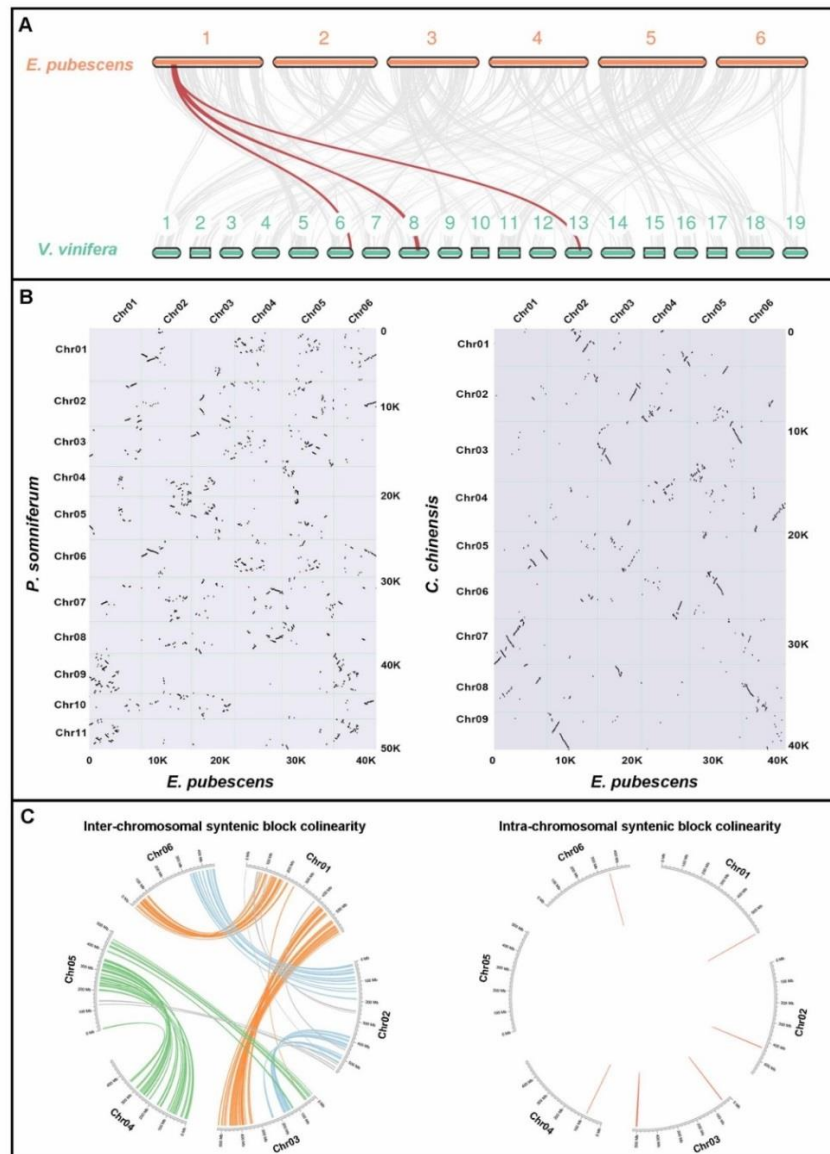 A
1 2 3 4 5 6
E. pubescens
1 2 3 4 5 6 7 8 9 10 11 12 13 14 15 16 17 18 19
V. vinifera
B
Chr01 Chr02 Chr03 Chr04 Chr05 Chr06
0
Chr01
Chr02
10K
Chr03
Chr04
20K
Chr05
Chr06
30K
Chr07
Chr08
40K
Chr09
Chr10
Chr11
50K
P. somniferum
0 10K 20K 30K 40K
E. pubescens
Chr01 Chr02 Chr03 Chr04 Chr05 Chr06
0
Chr01
Chr02
10K
Chr03
Chr04
20K
Chr05
Chr06
30K
Chr07
Chr08
Chr09
40K
C. chinensis
0 10K 20K 30K 40K
E. pubescens
C
Inter-chromosomal syntenic block colinearity
Chr06
Chr01
Chr05
Chr02
Chr04
Chr03
Intra-chromosomal syntenic block colinearity
Chr06
Chr01
Chr05
Chr02
Chr04
Chr03